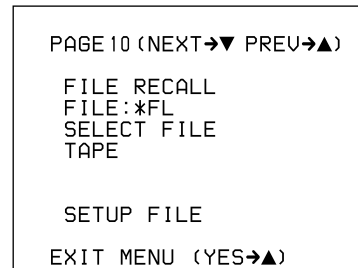 PAGE 10 (NEXT→▼ PREV→▲)
FILE RECALL
FILE:*FL
SELECT FILE
TAPE
SETUP FILE
EXIT MENU (YES→▲)